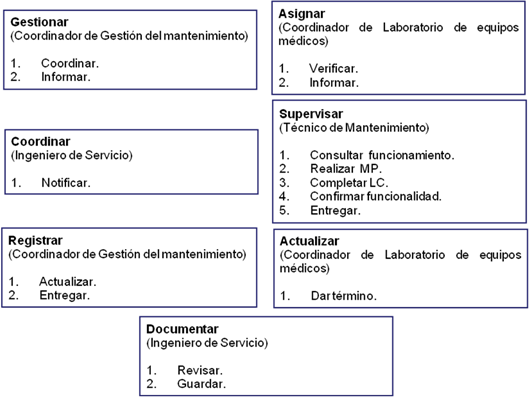 Gestionar
(Coordinador de Gestión del mantenimiento)
1. Coordinar.
2. Informar.
Asignar
(Coordinador de Laboratorio de equipos
médicos)
1. Verificar.
2. Informar.
Coordinar
(Ingeniero de Servicio)
1. Notificar.
Supervisar
(Técnico de Mantenimiento)
1. Consultar funcionamiento.
2. Realizar MP.
3. Completar LC.
4. Confirmar funcionalidad.
5. Entregar.
Registrar
(Coordinador de Gestión del mantenimiento)
1. Actualizar.
2. Entregar.
Actualizar
(Coordinador de Laboratorio de equipos
médicos)
1. Dar término.
Documentar
(Ingeniero de Servicio)
1. Revisar.
2. Guardar.